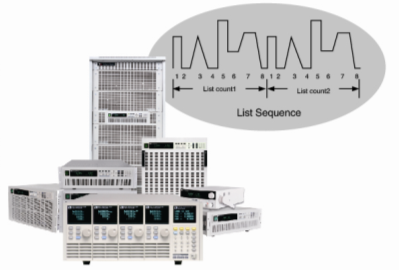 1 2 3 4 5 6 7 8 1 2 3 4 5 6 7 8
List count1 List count2
List Sequence